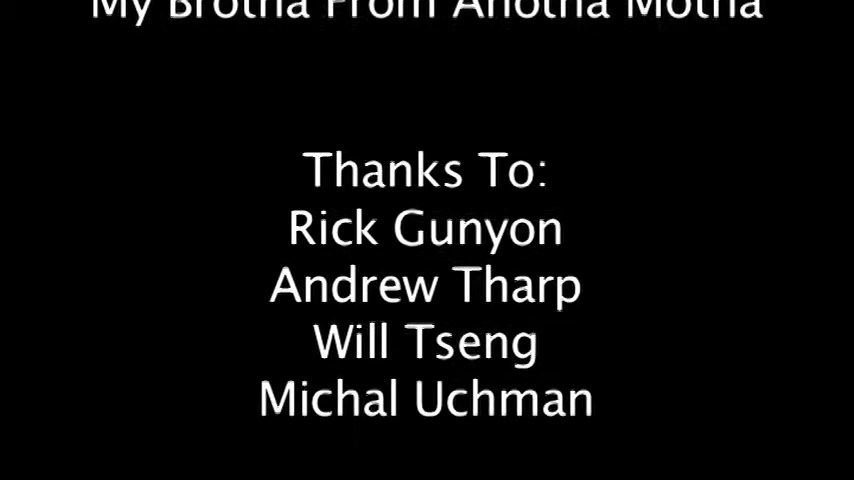 My Brotha From Anotha Motha
Thanks To:
Rick Gunyon
Andrew Tharp
Will Tseng
Michal Uchman